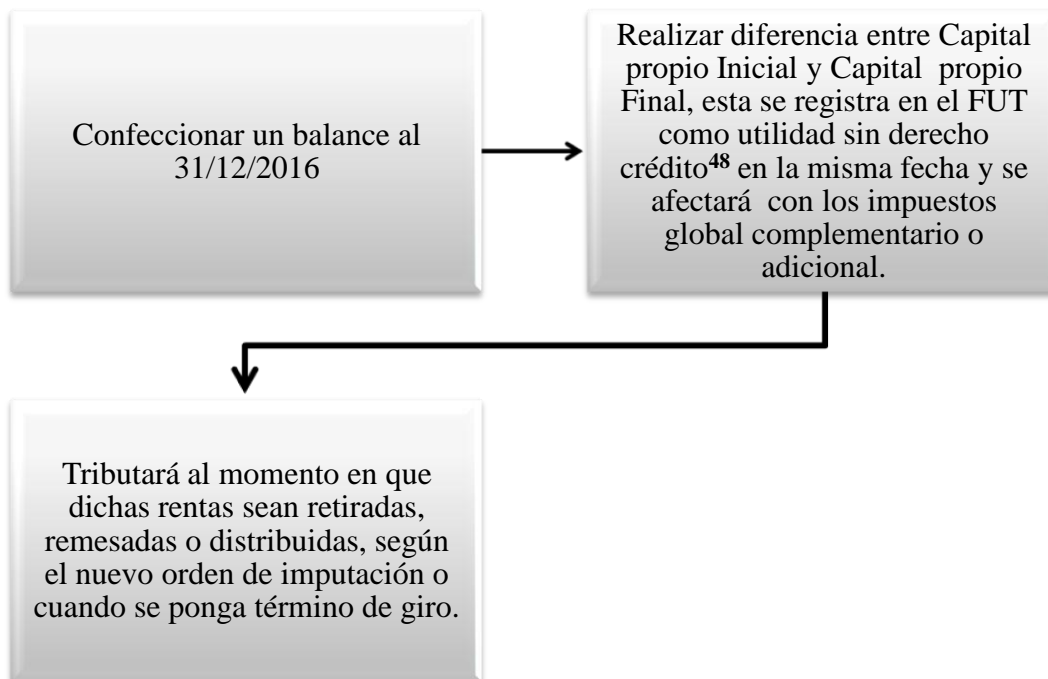 Confeccionar un balance al
31/12/2016
Realizar diferencia entre Capital
propio Inicial y Capital propio
Final, esta se registra en el FUT
como utilidad sin derecho
crédito48 en la misma fecha y se
afectará con los impuestos
global complementario o
adicional.
Tributará al momento en que
dichas rentas sean retiradas,
remesadas o distribuidas, según
el nuevo orden de imputación o
cuando se ponga término de giro.